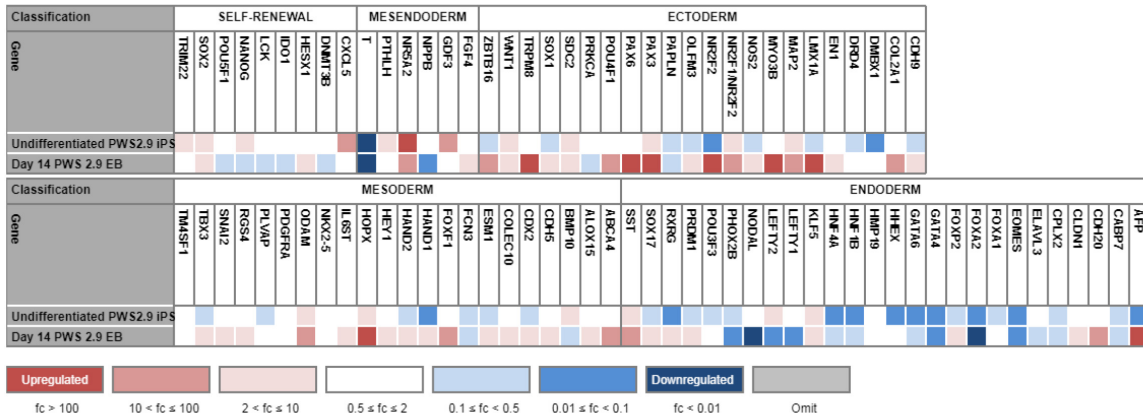 Classification SELF-RENEWAL MESENDODERM ECTODERM
Gene TRIM22 SOX2 POU5F1 NANOG LCK IDO1 HESX1 DNMT3B CXCL5 T PTHLH NR5A2 NPPB GDF3 FGF4 ZBTB16 WNT1 TRPM8 SOX1 SDC2 PRKCA POU4F1 PAX6 PAX3 PAPLN OLFM3 NR2F2 NR2F1/NR2F2 NOS2 MYO3B MAP2 LMX1A EN1 DRD4 DMBX1 COL2A1 CDH9
Undifferentiated PWS2.9 iPS
Day 14 PWS 2.9 EB
Classification MESODERM ENDODERM
Gene TM4SF1 TBX3 SNAI2 RGS4 PLVAP PDGFRA ODAM NKX2-5 IL6ST HOPX HEY1 HAND2 HAND1 FOXF1 FCN3 ESM1 COLEC10 CDX2 CDH5 BMP10 ALOX15 ABCA4 SST SOX17 RXRG PRDM1 POU3F3 PHOX2B NODAL LEFTY2 LEFTY1 KLF5 HNF4A HNF1B HMP19 HHEX GATA6 GATA4 FOXP2 FOXA2 FOXA1 EOMES ELAVL3 CPLX2 CLDN1 CDH20 CABP7 AFP
Undifferentiated PWS2.9 iPS
Day 14 PWS 2.9 EB
Upregulated Downregulated
fc > 100 10 < fc ≤ 100 2 < fc ≤ 10 0.5 ≤ fc ≤ 2 0.1 ≤ fc < 0.5 0.01 ≤ fc < 0.1 fc < 0.01 Omit